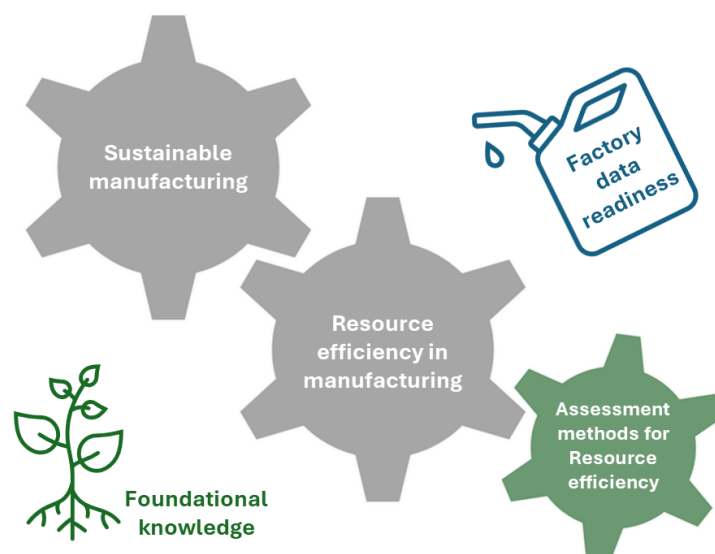 Sustainable
manufacturing
Factory
data
readiness
Resource
efficiency in
manufacturing
Assessment
methods for
Resource
efficiency
Foundational
knowledge